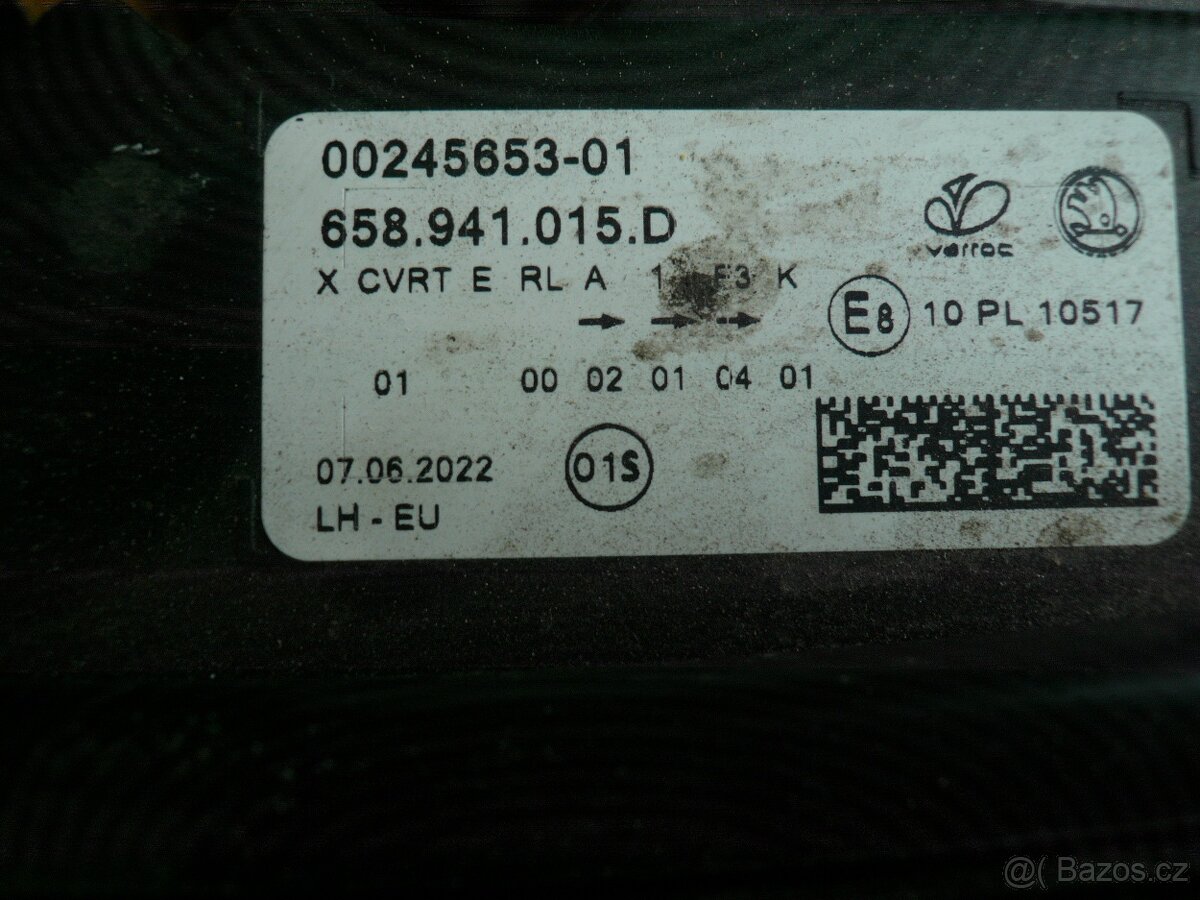 00245653-01
658.941.015.D
varroc
X CVRT E RL A 1 F3 K
E8 10 PL 10517
01 00 02 01 04 01
07.06.2022
01S
LH - EU
@( Bazos.cz